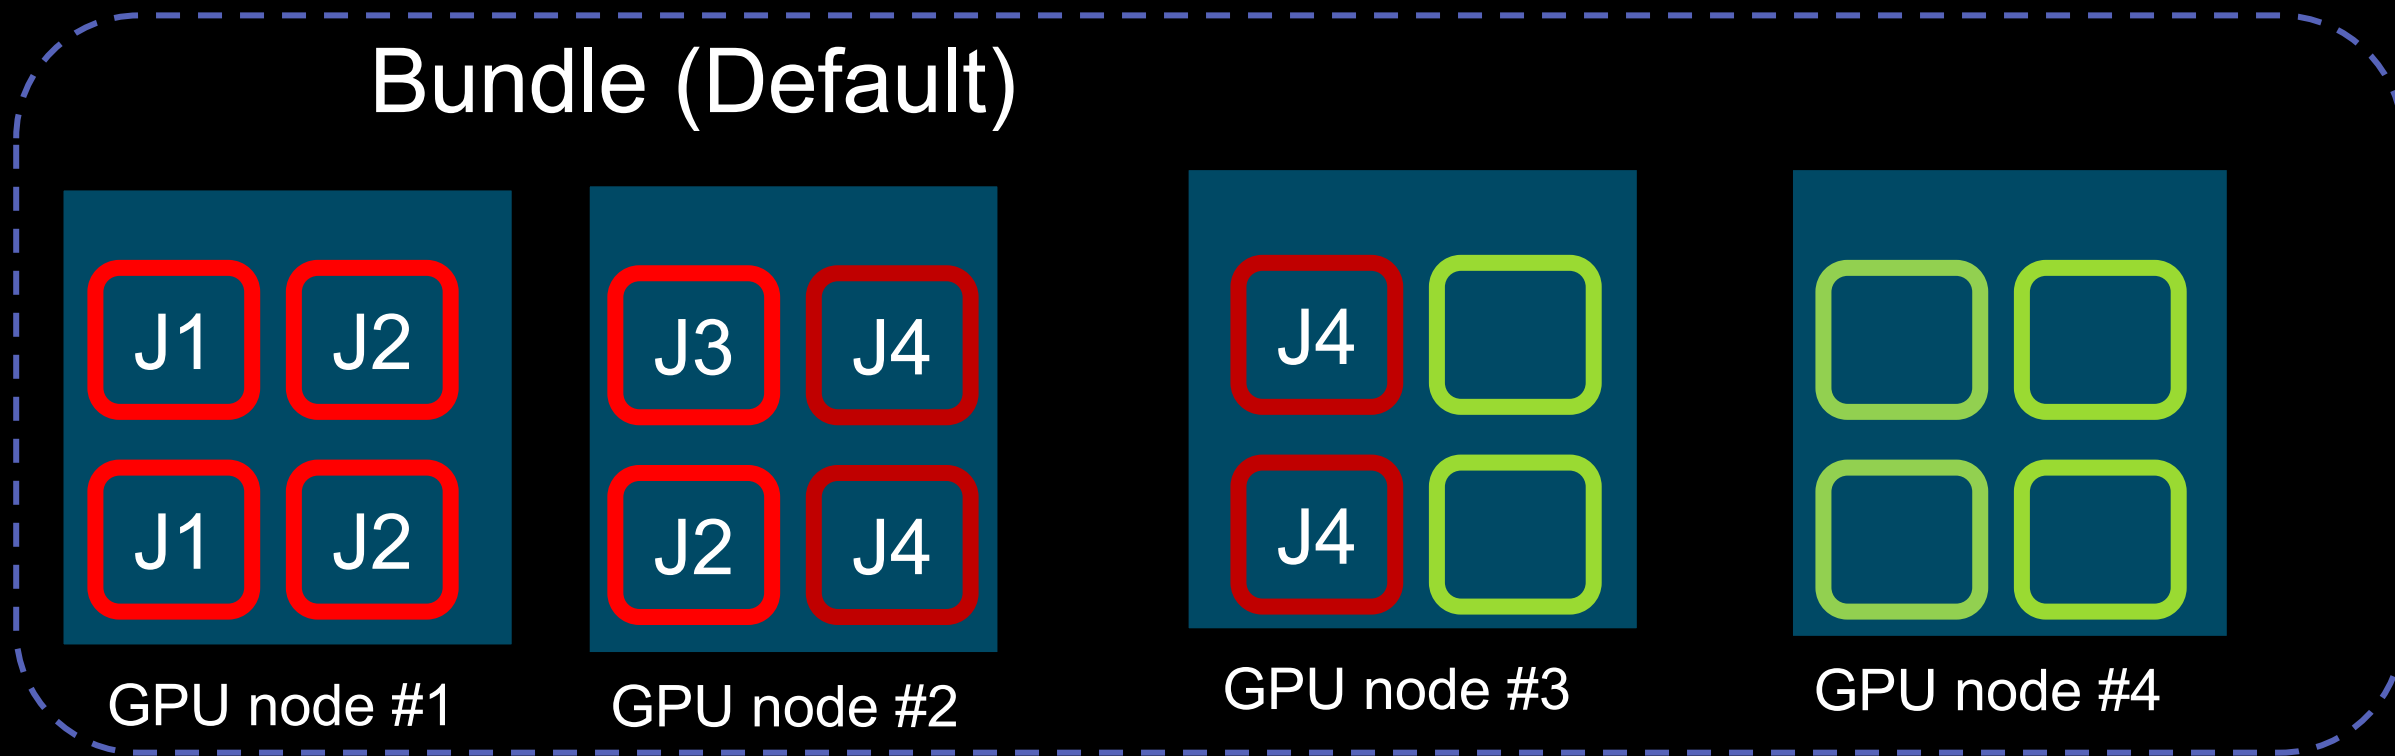 Bundle (Default)
J1 J2 J3 J4 J4
J1 J2 J2 J4 J4
GPU node #1 GPU node #2 GPU node #3 GPU node #4